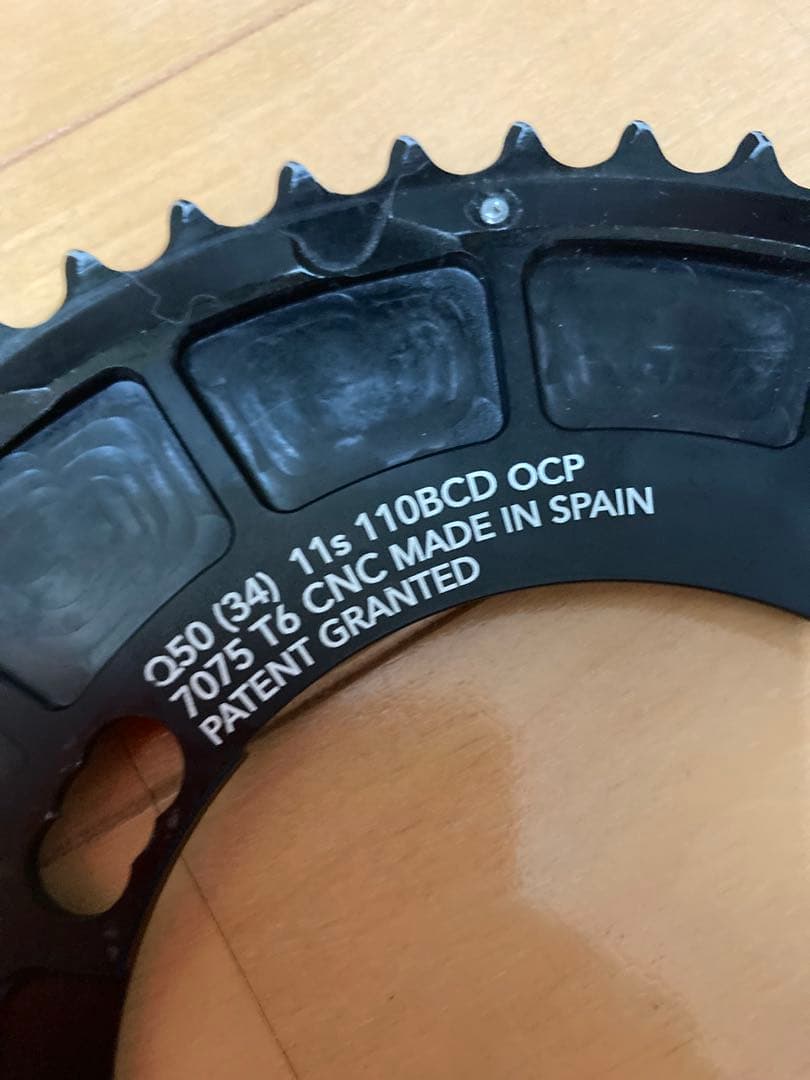 Q50 (34) 11s 110BCD OCP
7075 T6 CNC MADE IN SPAIN
PATENT GRANTED